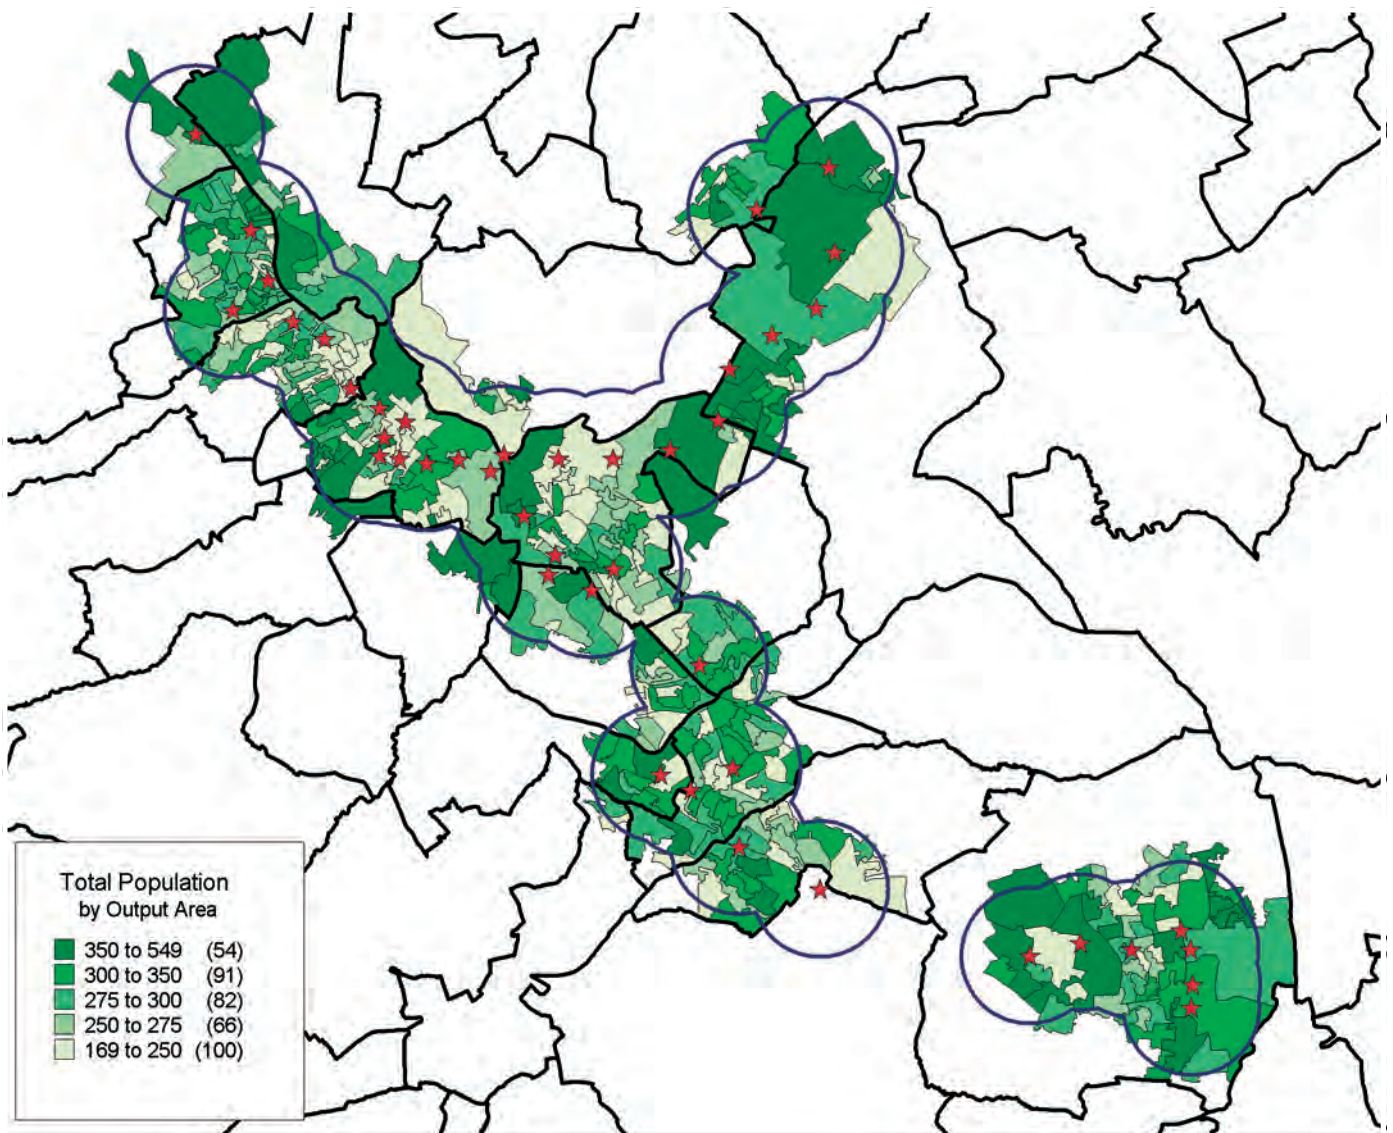 Total Population
by Output Area
350 to 549 (54)
300 to 350 (91)
275 to 300 (82)
250 to 275 (66)
169 to 250 (100)